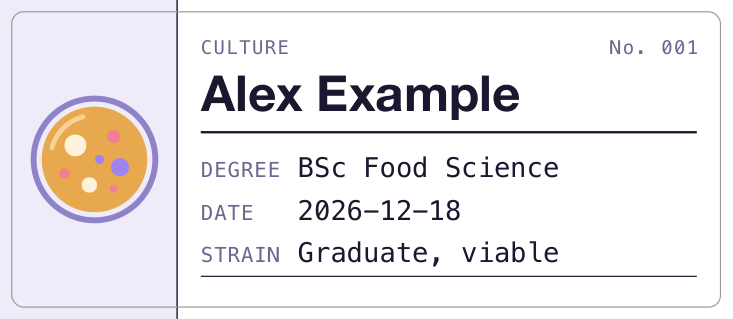 CULTURE No. 001
Alex Example
DEGREE BSc Food Science
DATE 2026–12–18
STRAIN Graduate, viable